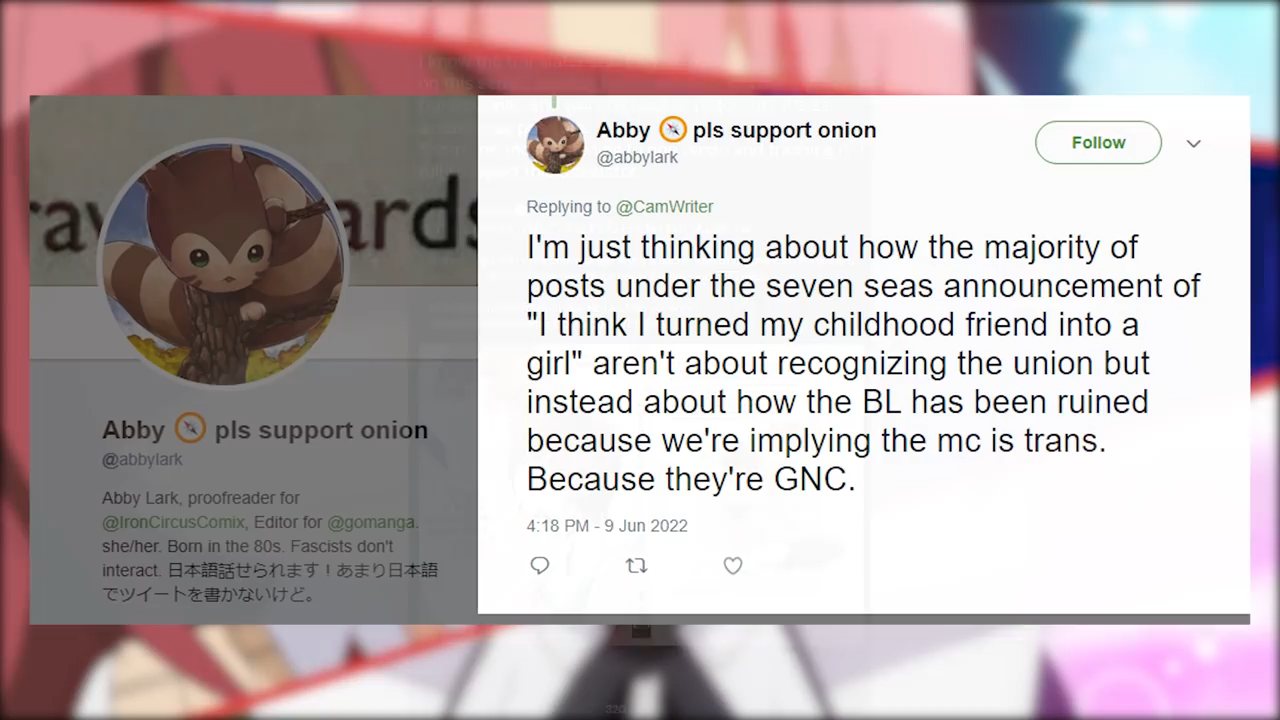 ra
ards
Abby pls support onion
@abbylark
Abby Lark, proofreader for
@IronCircusComix, Editor for @gomanga.
she/her. Born in the 80s. Fascists don't
interact. 日本語話せられます！あまり日本語
でツイートを書かないけど。
Abby pls support onion
@abbylark
Follow
Replying to @CamWriter
I'm just thinking about how the majority of
posts under the seven seas announcement of
"I think I turned my childhood friend into a
girl" aren't about recognizing the union but
instead about how the BL has been ruined
because we're implying the mc is trans.
Because they're GNC.
4:18 PM - 9 Jun 2022